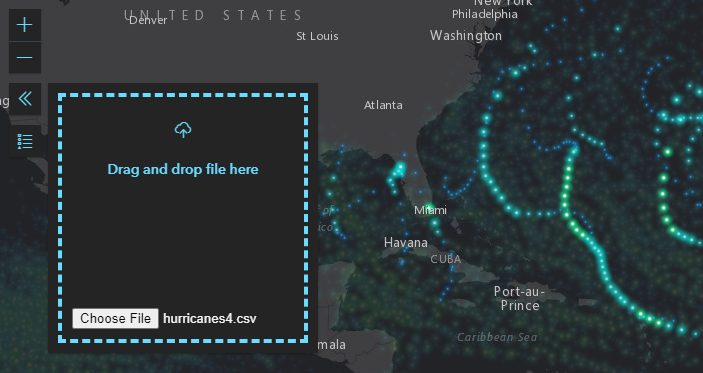 New York
UNITED STATES
Denver
Philadelphia
St Louis
Washington
Atlanta
Drag and drop file here
Miami
Havana
CUBA
Port-au-
Prince
Choose File hurricanes4.csv
Caribbean Sea